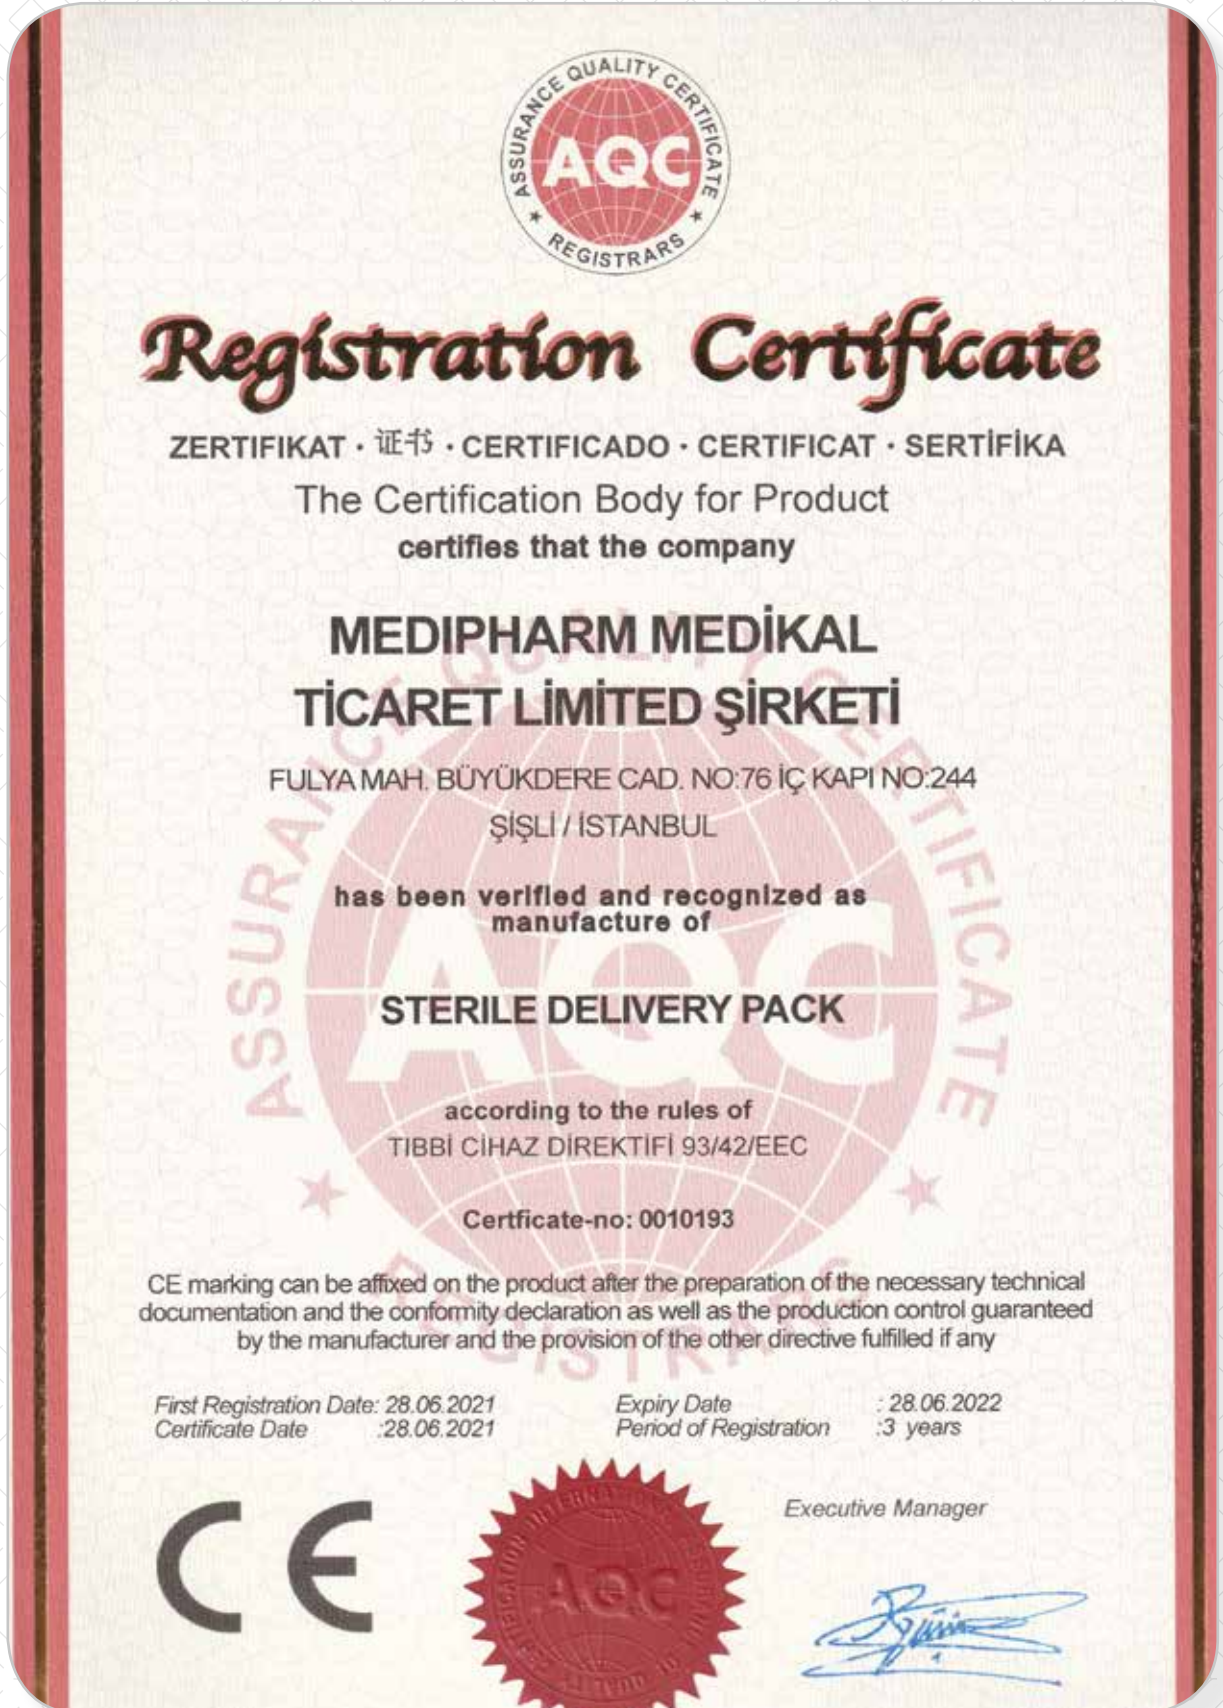 ASSURANCE QUALITY CERTIFICATE
AQC
REGISTRARS
Registration Certificate
ZERTIFIKAT · 证书 · CERTIFICADO · CERTIFICAT · SERTİFİKA
The Certification Body for Product
certifies that the company
MEDIPHARM MEDİKAL
TİCARET LİMİTED ŞİRKETİ
FULYA MAH. BÜYÜKDERE CAD. NO:76 İÇ KAPI NO:244
ŞİŞLİ / İSTANBUL
has been verified and recognized as
manufacture of
STERILE DELIVERY PACK
according to the rules of
TIBBİ CİHAZ DİREKTİFİ 93/42/EEC
Certficate-no: 0010193
CE marking can be affixed on the product after the preparation of the necessary technical
documentation and the conformity declaration as well as the production control guaranteed
by the manufacturer and the provision of the other directive fulfilled if any
First Registration Date: 28.06.2021 Expiry Date : 28.06.2022
Certificate Date :28.06.2021 Period of Registration :3 years
Executive Manager
CE
AQC
ASSURANCE QUALITY CERTIFICATE
AQC
REGISTRARS